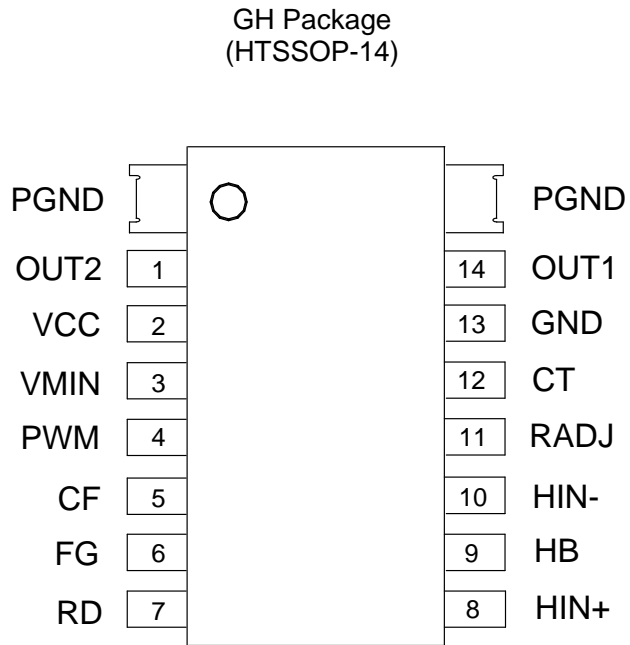 GH Package
(HTSSOP-14)
PGND PGND
OUT2 1 14 OUT1
VCC 2 13 GND
VMIN 3 12 CT
PWM 4 11 RADJ
CF 5 10 HIN-
FG 6 9 HB
RD 7 8 HIN+